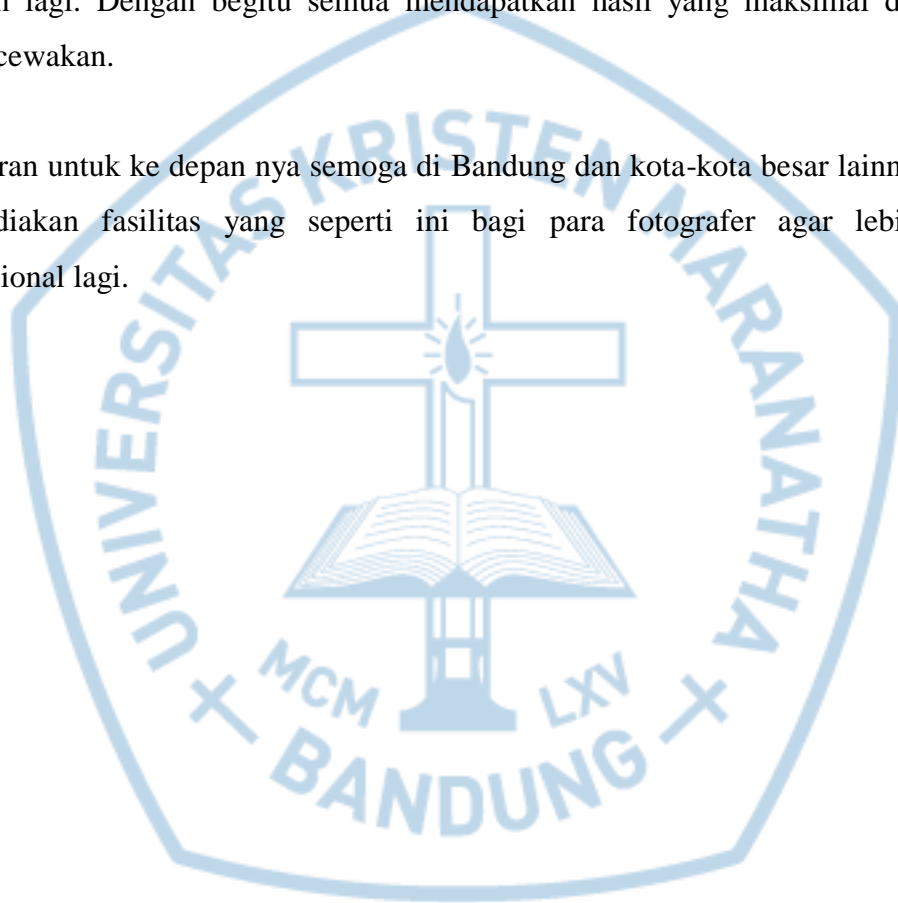 lagi. Dengan begitu semua mendapatkan hasil yang maksimal
cewakan.
ran untuk ke depan nya semoga di Bandung dan kota-kota besar lainn
diakan fasilitas yang seperti ini bagi para fotografer agar lebi
ional lagi.
UNIVERSITAS KRISTEN MARANATHA
MCM LXV
BANDUNG